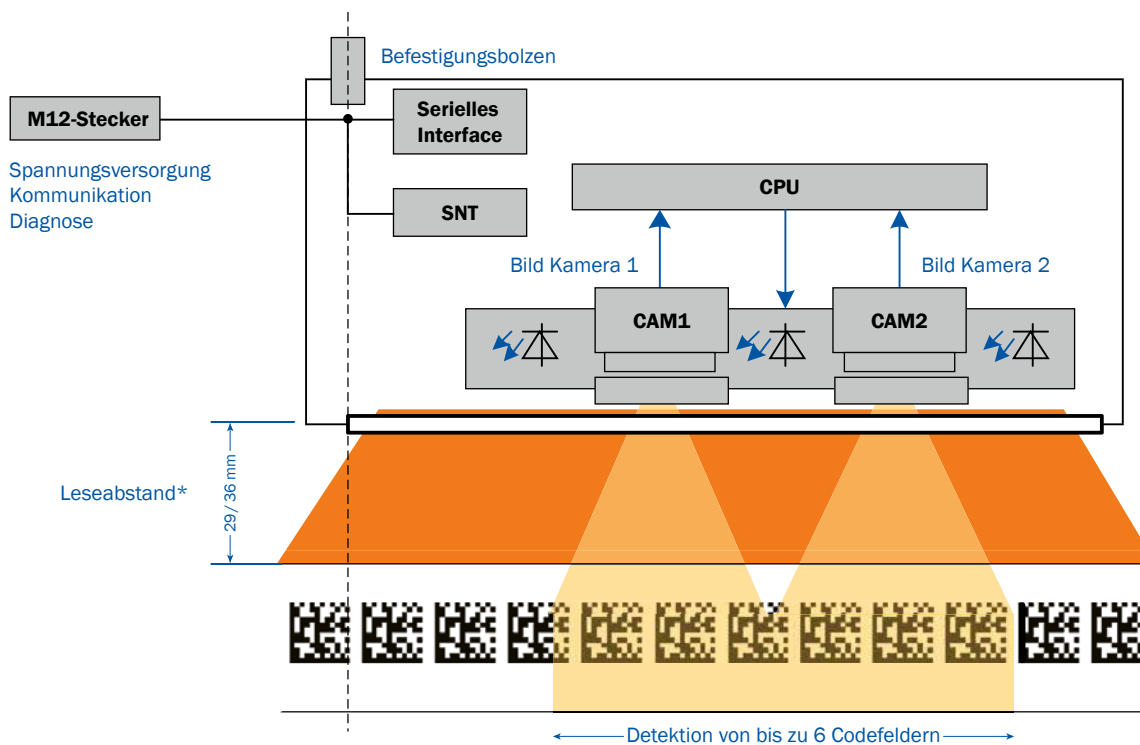 Befestigungsbolzen
M12-Stecker
Serielles
Interface
Spannungsversorgung
Kommunikation
Diagnose
SNT
CPU
Bild Kamera 1
Bild Kamera 2
CAM1
CAM2
Leseabstand*
29/36 mm
Detektion von bis zu 6 Codefeldern